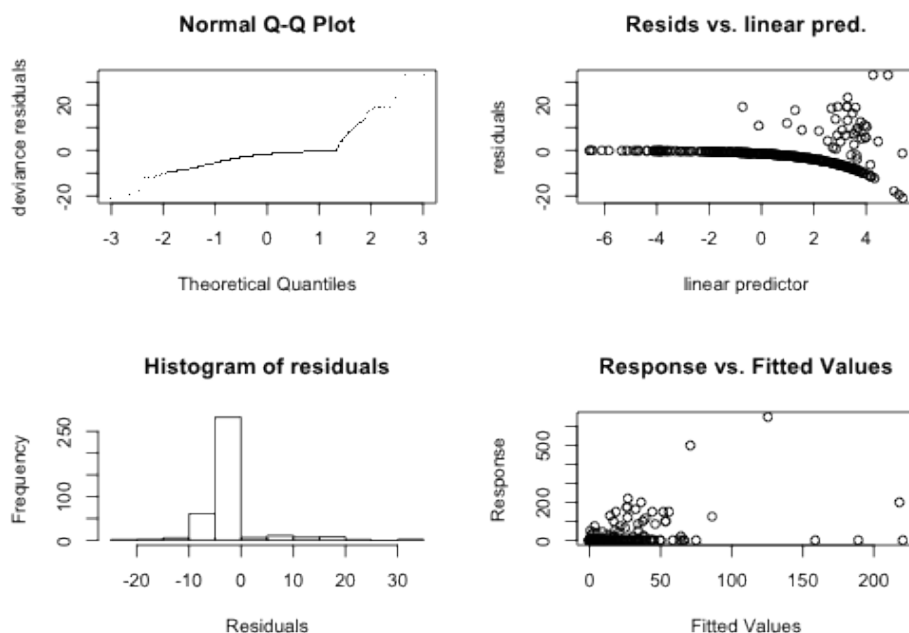 Normal Q-Q Plot
deviance residuals
-20 0 20
-3 -2 -1 0 1 2 3
Theoretical Quantiles
Resids vs. linear pred.
residuals
-20 0 20
-6 -4 -2 0 2 4
linear predictor
Histogram of residuals
Frequency
0 100 250
-20 -10 0 10 20 30
Residuals
Response vs. Fitted Values
Response
0 200 500
0 50 100 150 200
Fitted Values